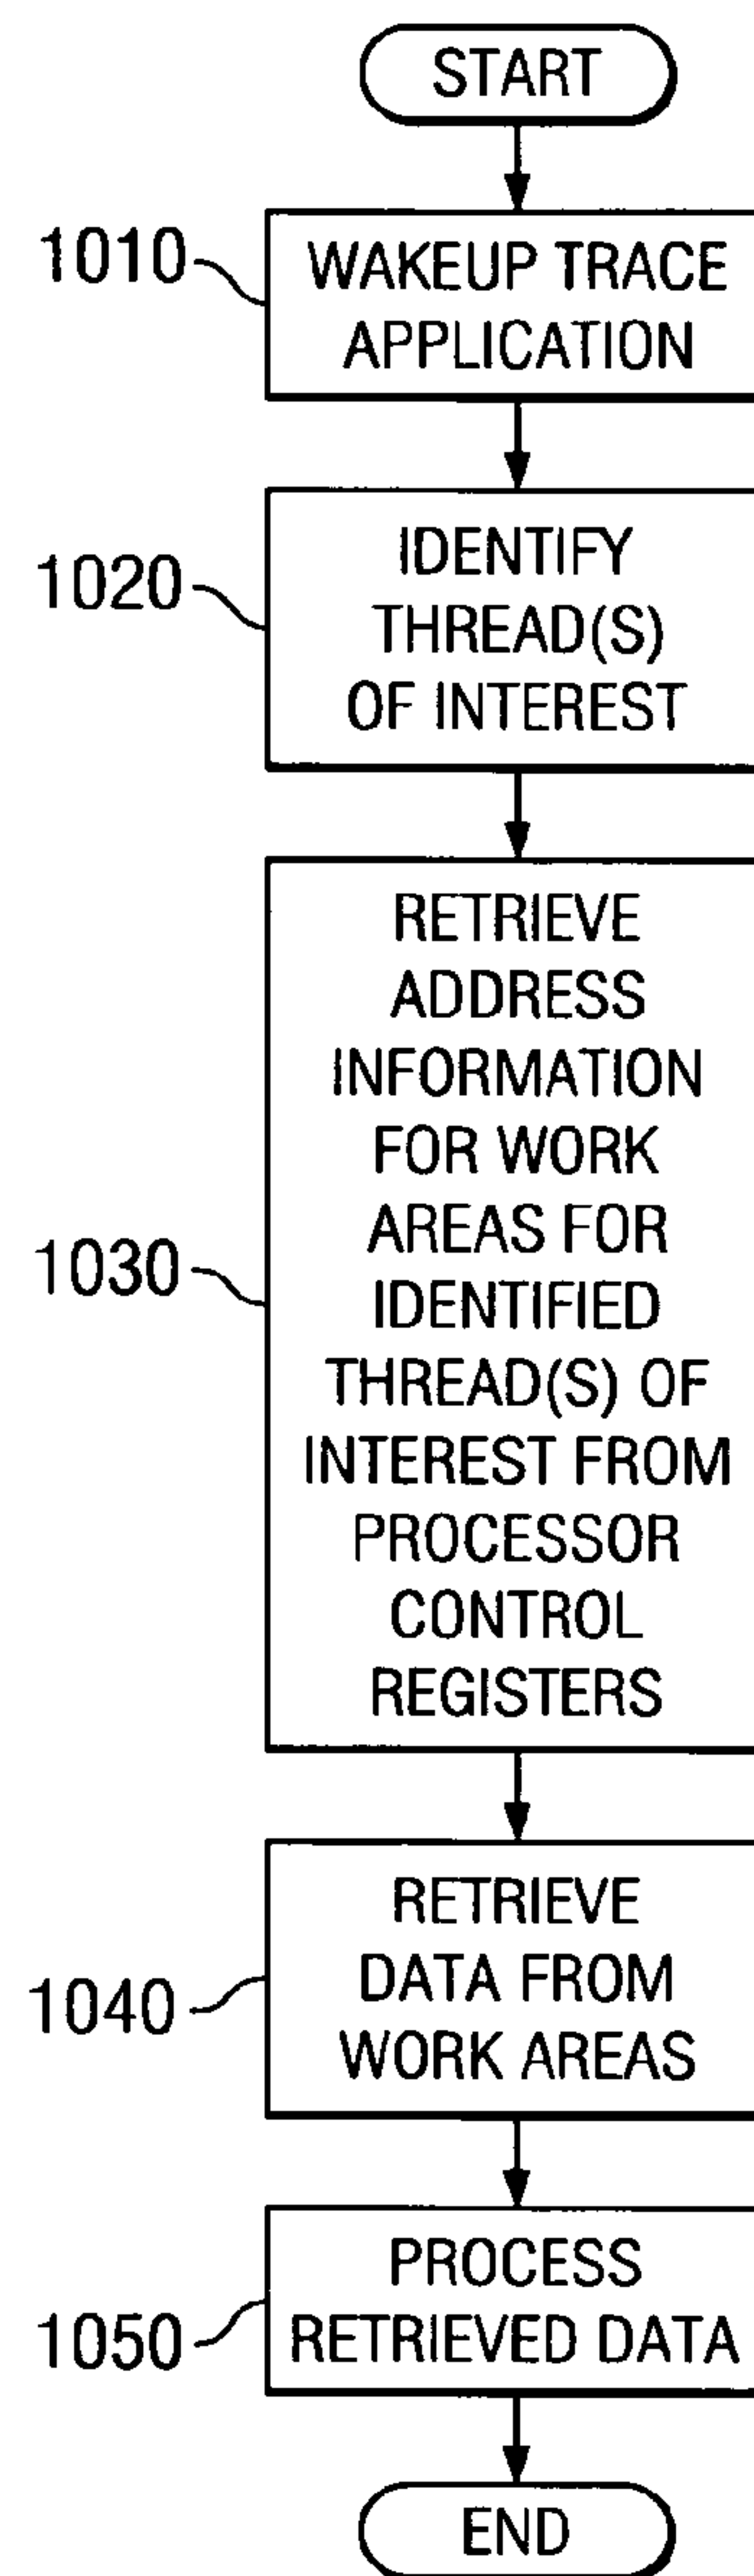 START
1010
WAKEUP TRACE
APPLICATION
1020
IDENTIFY
THREAD(S)
OF INTEREST
1030
RETRIEVE
ADDRESS
INFORMATION
FOR WORK
AREAS FOR
IDENTIFIED
THREAD(S) OF
INTEREST FROM
PROCESSOR
CONTROL
REGISTERS
1040
RETRIEVE
DATA FROM
WORK AREAS
1050
PROCESS
RETRIEVED DATA
END